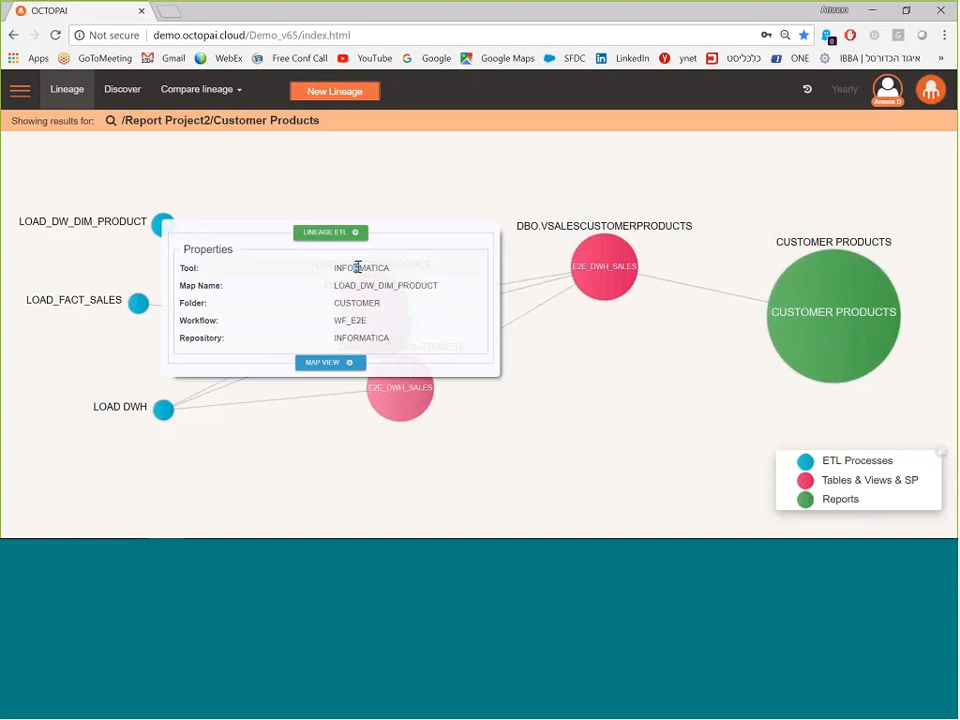 OCTOPAI
Amnon
Not secure | demo.octopai.cloud/Demo_v65/index.html
Apps GoToMeeting Gmail WebEx Free Conf Call YouTube Google Google Maps SFDC LinkedIn ynet כלכליסט ONE איגוד הכדורסל | IBBA »
Lineage Discover Compare lineage New Lineage Yearly
Amnon D
Showing results for: /Report Project2/Customer Products
LOAD_DW_DIM_PRODUCT
LINEAGE ETL
Properties
Tool: INFORMATICA
Map Name: LOAD_DW_DIM_PRODUCT
Folder: CUSTOMER
Workflow: WF_E2E
Repository: INFORMATICA
MAP VIEW
LOAD_FACT_SALES
LOAD DWH
E2E_DWH_SALES
DBO.VSALESCUSTOMERPRODUCTS
E2E_DWH_SALES
CUSTOMER PRODUCTS
CUSTOMER PRODUCTS
ETL Processes
Tables & Views & SP
Reports